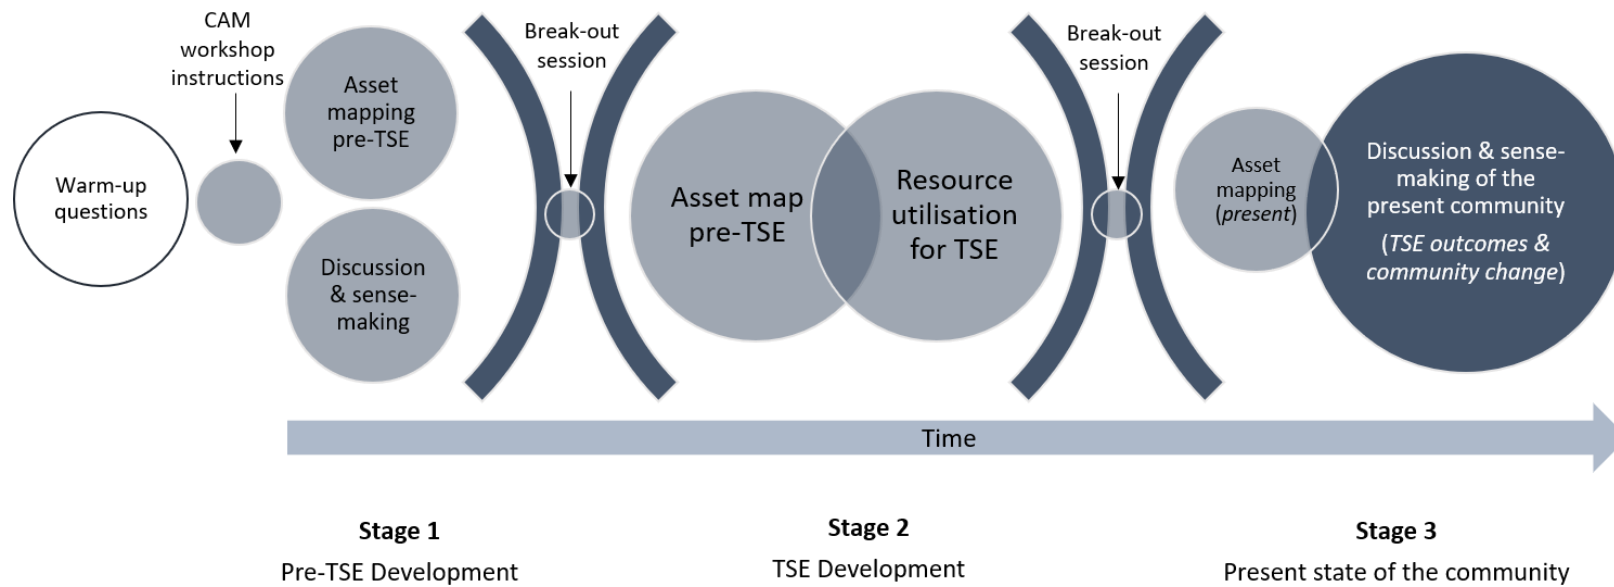 Warm-up
questions
CAM
workshop
instructions
Asset
mapping
pre-TSE
Discussion
& sense-
making
Break-out
session
Asset map
pre-TSE
Resource
utilisation
for TSE
Break-out
session
Asset
mapping
(present)
Discussion & sense-
making of the
present community
(TSE outcomes &
community change)
Time
Stage 1
Pre-TSE Development
Stage 2
TSE Development
Stage 3
Present state of the community